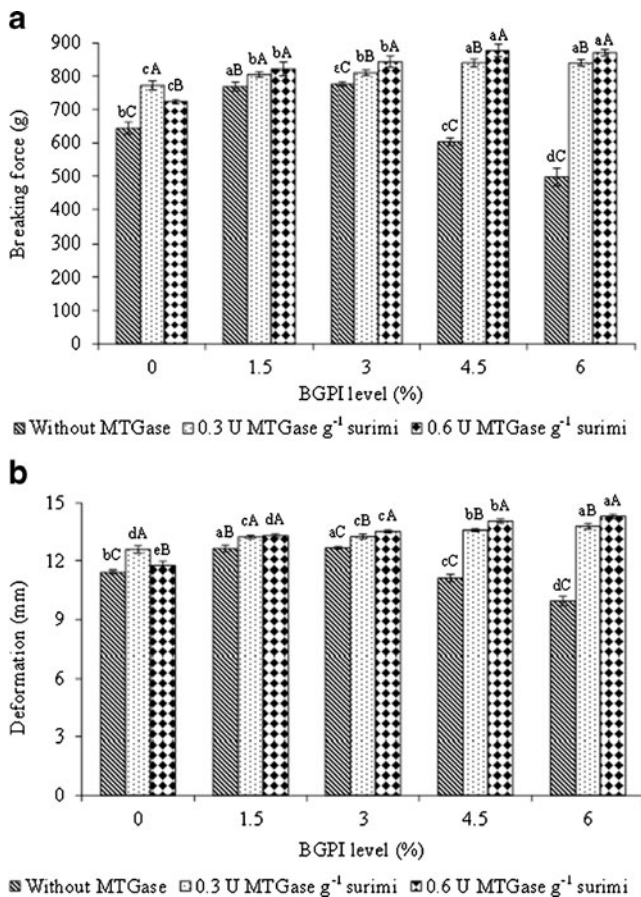 a
900
800
700
600
500
400
300
200
100
0
Breaking force (g)
bC cA cB
aB bA bA
εC bB bA
cC aB aA
dC aB aA
0 1.5 3 4.5 6
BGPI level (%)
Without MTGase 0.3 U MTGase g⁻¹ surimi 0.6 U MTGase g⁻¹ surimi
b
15
12
9
6
3
0
Deformation (mm)
bC dA eB
aB cA dA
aC cB cA
cC bB bA
dC aB aA
0 1.5 3 4.5 6
BGPI level (%)
Without MTGase 0.3 U MTGase g⁻¹ surimi 0.6 U MTGase g⁻¹ surimi